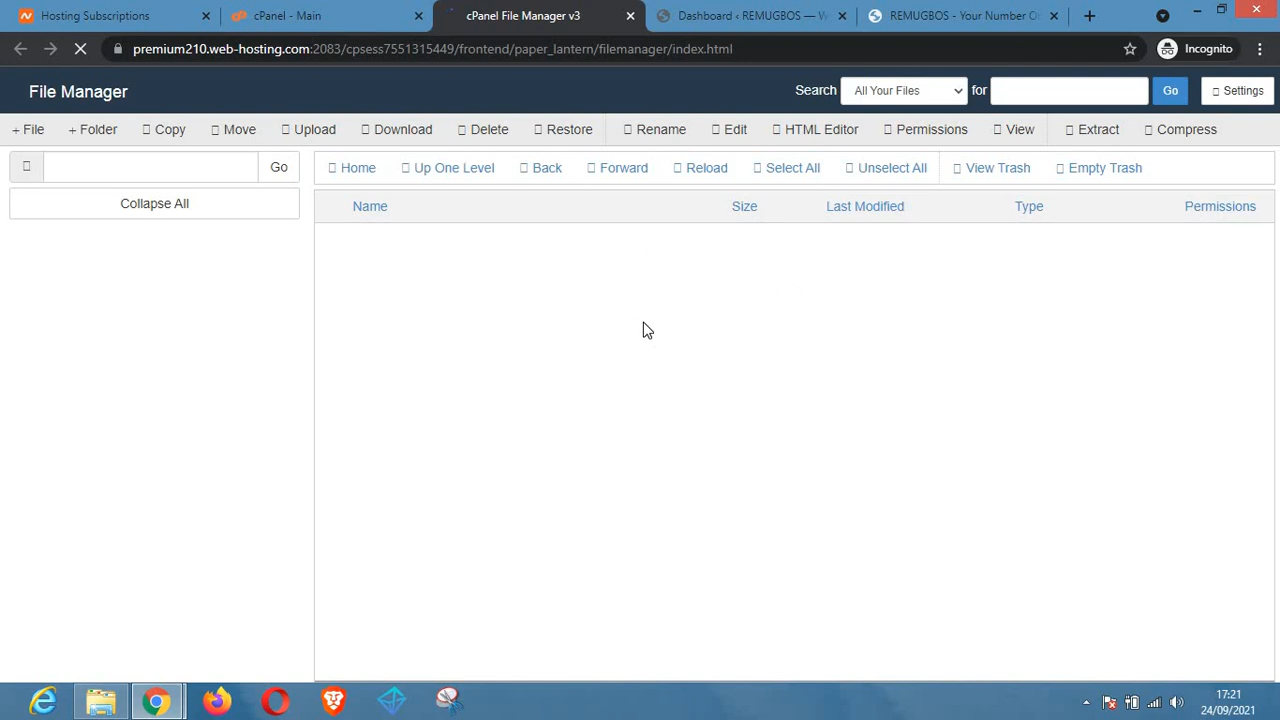 Hosting Subscriptions
cPanel - Main
cPanel File Manager v3
Dashboard ‹ REMUGBOS — W
REMUGBOS - Your Number O
premium210.web-hosting.com:2083/cpsess7551315449/frontend/paper_lantern/filemanager/index.html
Incognito
File Manager
Search
All Your Files
for
Go
Settings
+ File
+ Folder
Copy
Move
Upload
Download
Delete
Restore
Rename
Edit
HTML Editor
Permissions
View
Extract
Compress
Go
Home
Up One Level
Back
Forward
Reload
Select All
Unselect All
View Trash
Empty Trash
Collapse All
Name
Size
Last Modified
Type
Permissions
17:21
24/09/2021